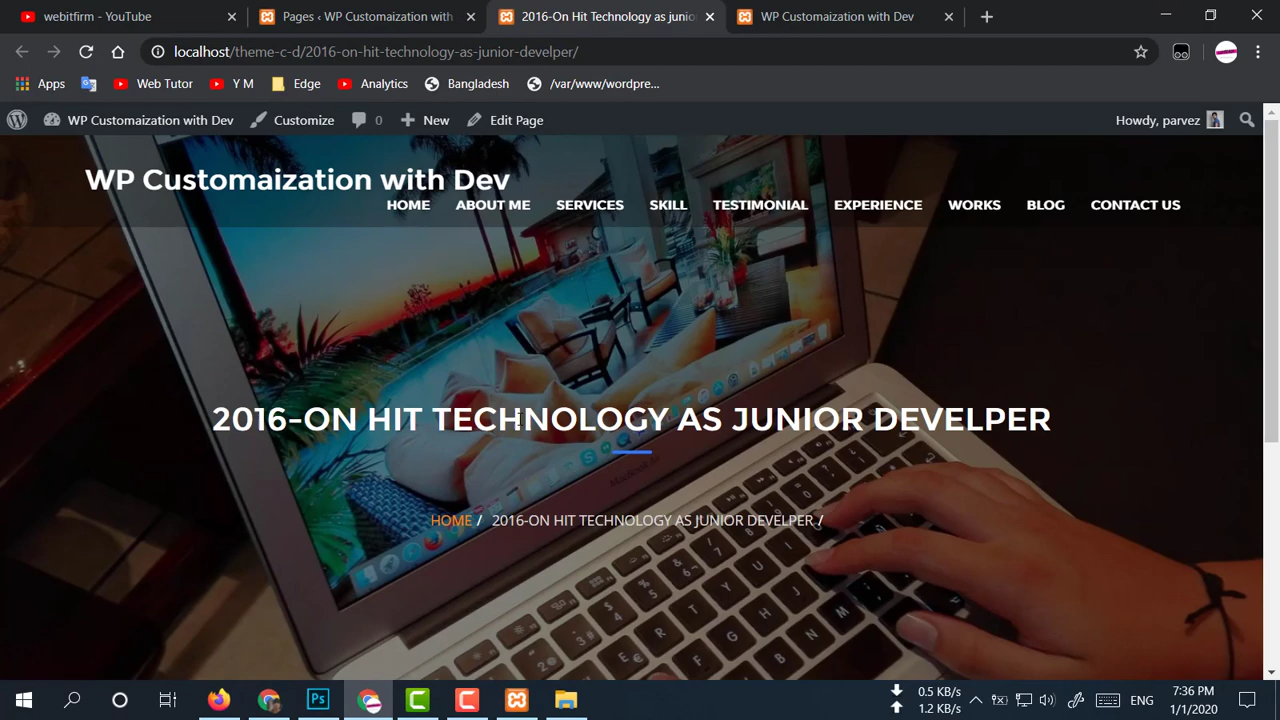 webitfirm - YouTube
Pages ‹ WP Customaization with
2016-On Hit Technology as junio
WP Customaization with Dev
localhost/theme-c-d/2016-on-hit-technology-as-junior-develper/
Apps
Web Tutor
Y M
Edge
Analytics
Bangladesh
/var/www/wordpre...
WP Customaization with Dev
Customize
0
New
Edit Page
Howdy, parvez
WP Customaization with Dev
HOME ABOUT ME SERVICES SKILL TESTIMONIAL EXPERIENCE WORKS BLOG CONTACT US
2016-ON HIT TECHNOLOGY AS JUNIOR DEVELPER
HOME / 2016-ON HIT TECHNOLOGY AS JUNIOR DEVELPER /
0.5 KB/s
1.2 KB/s
ENG
7:36 PM
1/1/2020